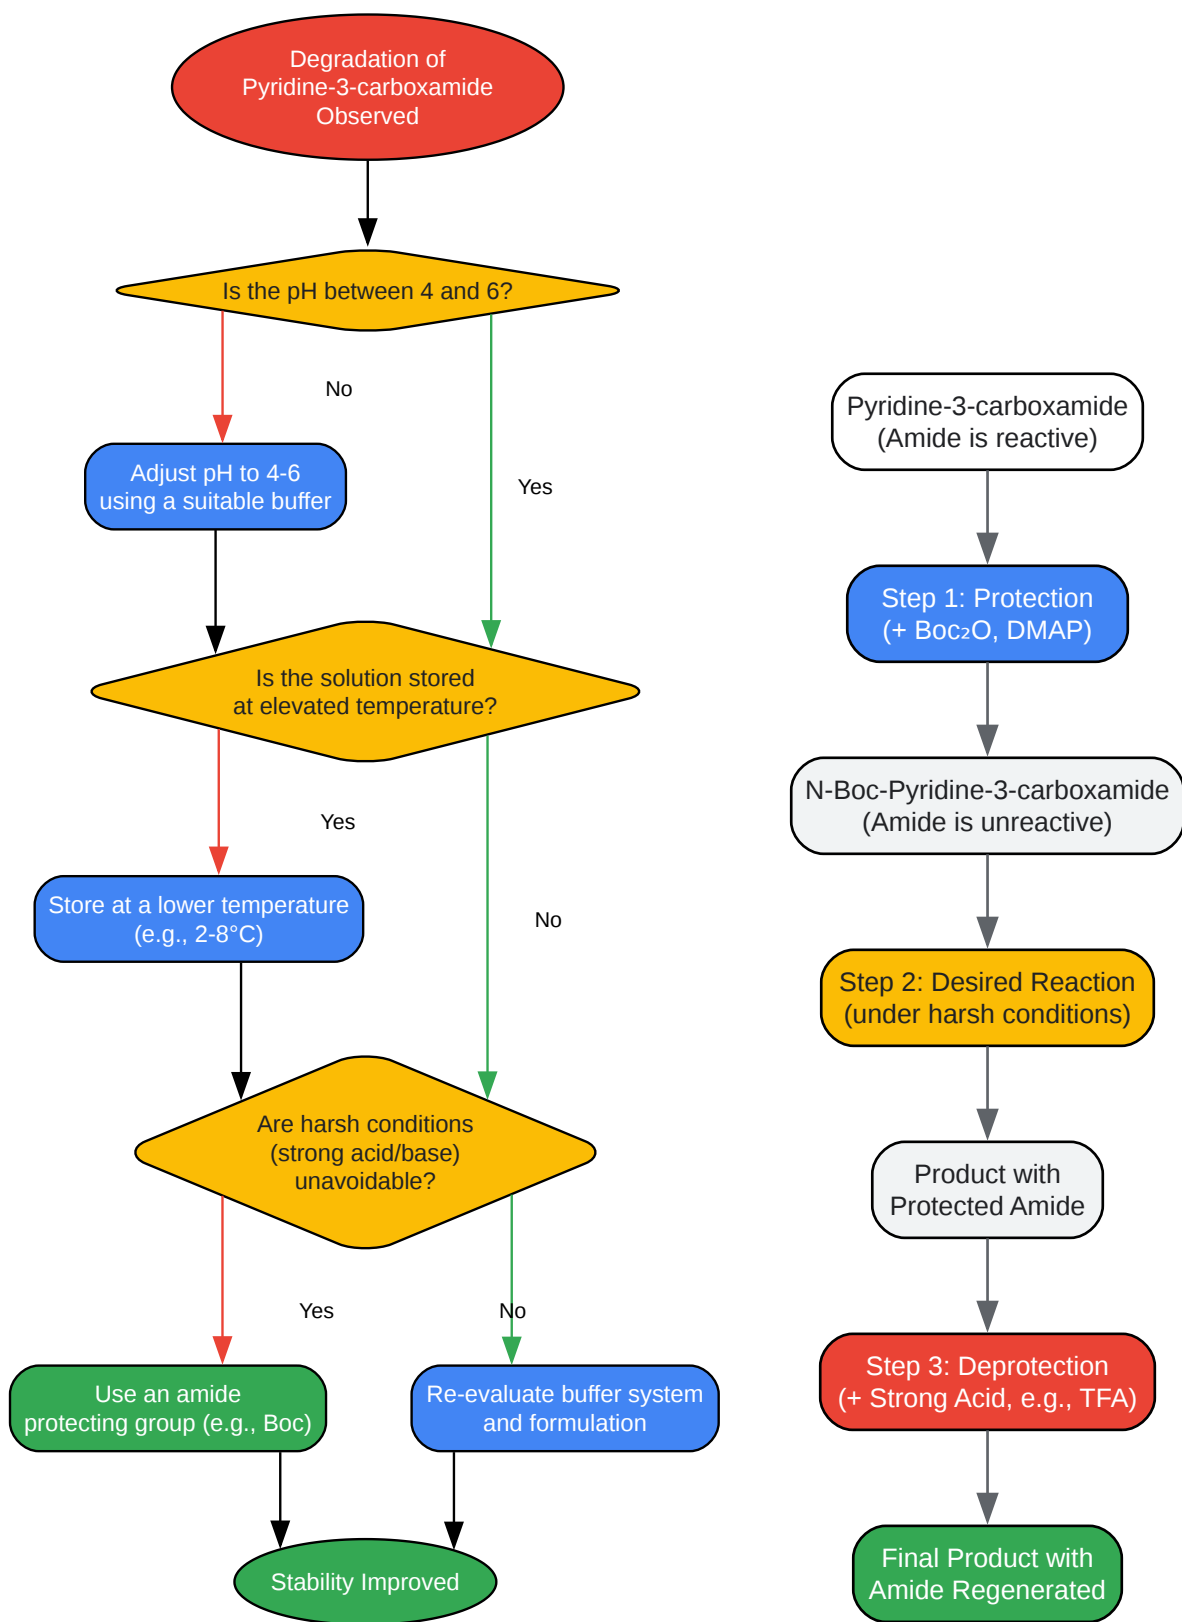 Degradation of
Pyridine-3-carboxamide
Observed
Is the pH between 4 and 6?
No
Yes
Adjust pH to 4-6
using a suitable buffer
Is the solution stored
at elevated temperature?
Yes
No
Store at a lower temperature
(e.g., 2-8°C)
Are harsh conditions
(strong acid/base)
unavoidable?
Yes
No
Use an amide
protecting group (e.g., Boc)
Re-evaluate buffer system
and formulation
Stability Improved
Pyridine-3-carboxamide
(Amide is reactive)
Step 1: Protection
(+ Boc₂O, DMAP)
N-Boc-Pyridine-3-carboxamide
(Amide is unreactive)
Step 2: Desired Reaction
(under harsh conditions)
Product with
Protected Amide
Step 3: Deprotection
(+ Strong Acid, e.g., TFA)
Final Product with
Amide Regenerated